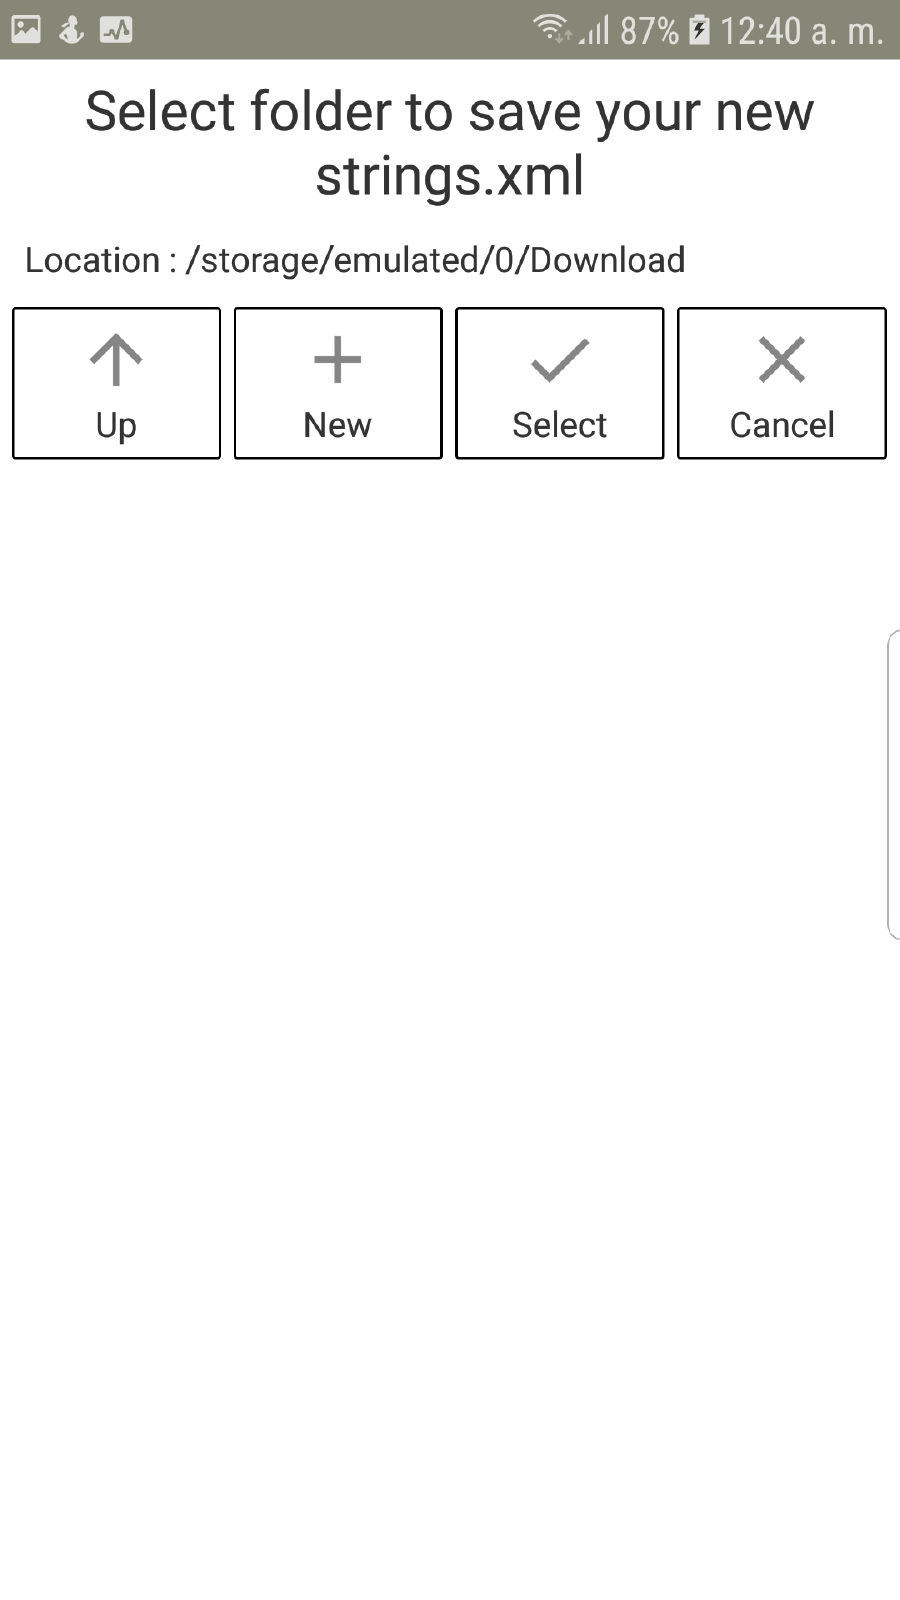 87% 12:40 a. m.
Select folder to save your new
strings.xml
Location : /storage/emulated/0/Download
Up New Select Cancel